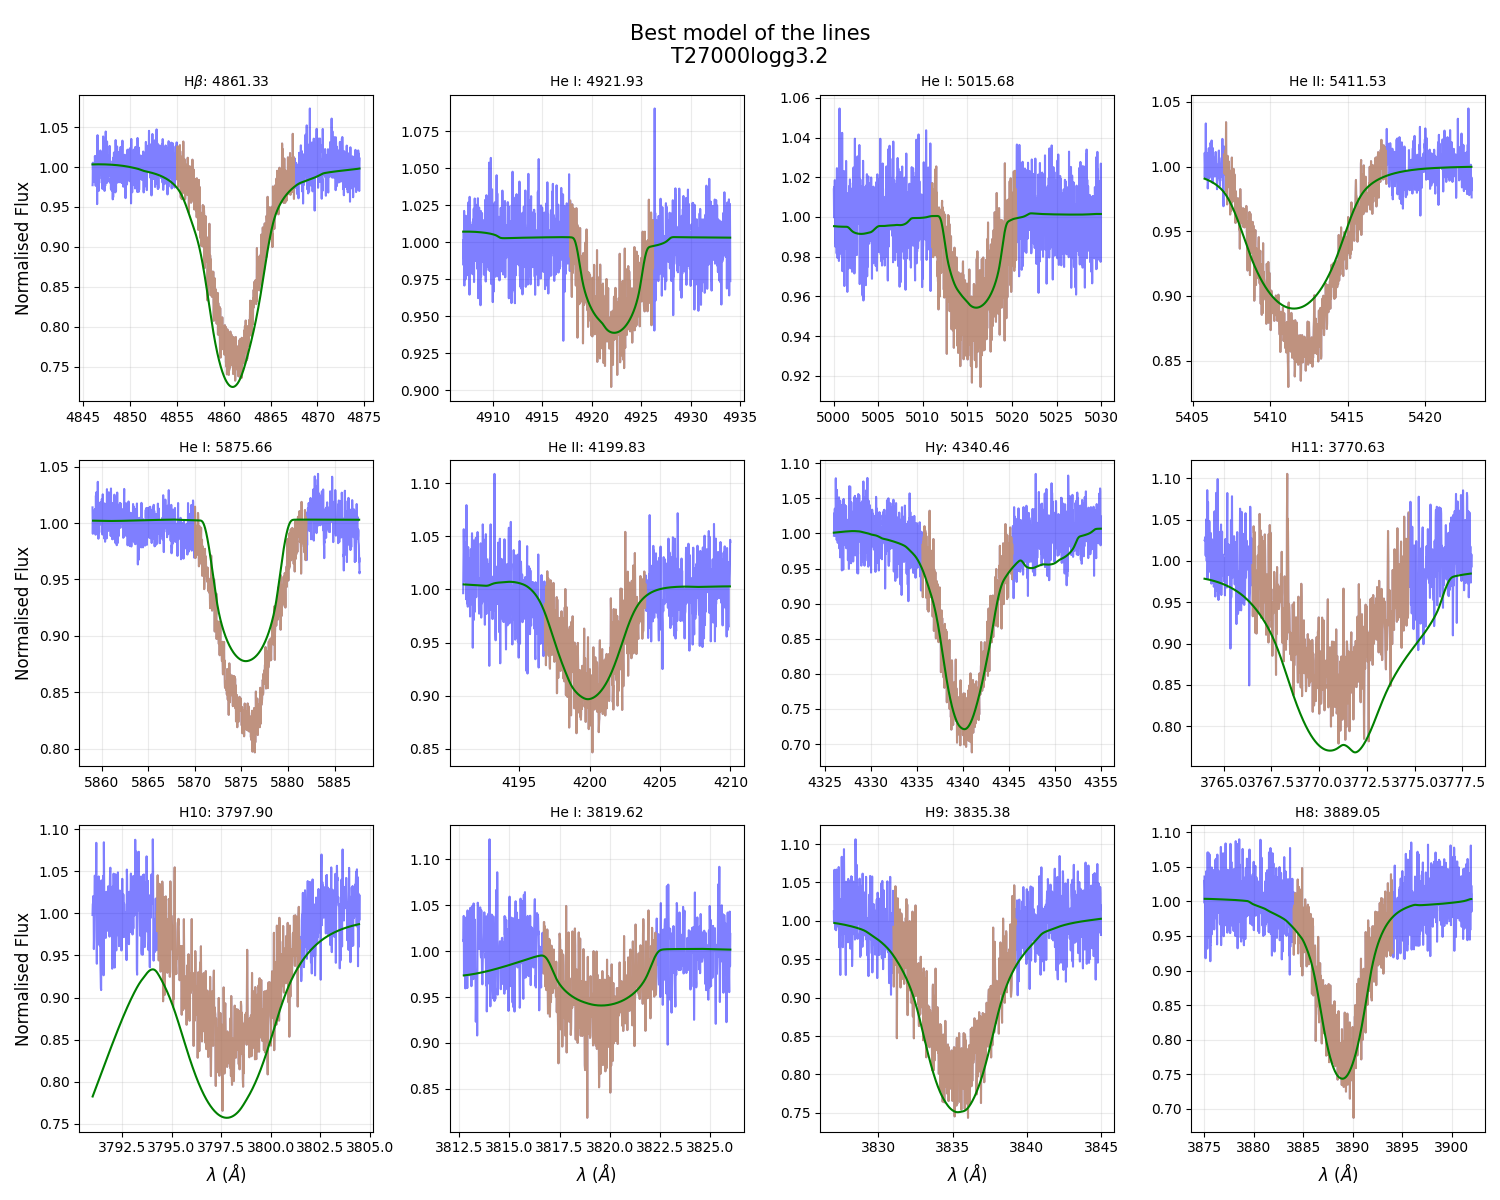 Best model of the lines
T27000logg3.2
Hβ: 4861.33
He I: 4921.93
He I: 5015.68
He II: 5411.53
Normalised Flux
1.05
1.00
0.95
0.90
0.85
0.80
0.75
4845 4850 4855 4860 4865 4870 4875
1.075
1.050
1.025
1.000
0.975
0.950
0.925
0.900
4910 4915 4920 4925 4930 4935
1.06
1.04
1.02
1.00
0.98
0.96
0.94
0.92
5000 5005 5010 5015 5020 5025 5030
1.05
1.00
0.95
0.90
0.85
5405 5410 5415 5420
He I: 5875.66
He II: 4199.83
Hγ: 4340.46
H11: 3770.63
Normalised Flux
1.05
1.00
0.95
0.90
0.85
0.80
5860 5865 5870 5875 5880 5885
1.10
1.05
1.00
0.95
0.90
0.85
4195 4200 4205 4210
1.10
1.05
1.00
0.95
0.90
0.85
0.80
0.75
0.70
4325 4330 4335 4340 4345 4350 4355
1.10
1.05
1.00
0.95
0.90
0.85
0.80
3765.0 3767.5 3770.0 3772.5 3775.0 3777.5
H10: 3797.90
He I: 3819.62
H9: 3835.38
H8: 3889.05
Normalised Flux
1.10
1.05
1.00
0.95
0.90
0.85
0.80
0.75
3792.5 3795.0 3797.5 3800.0 3802.5 3805.0
λ (Å)
1.10
1.05
1.00
0.95
0.90
0.85
3812.5 3815.0 3817.5 3820.0 3822.5 3825.0
λ (Å)
1.10
1.05
1.00
0.95
0.90
0.85
0.80
0.75
3830 3835 3840 3845
λ (Å)
1.10
1.05
1.00
0.95
0.90
0.85
0.80
0.75
0.70
3875 3880 3885 3890 3895 3900
λ (Å)